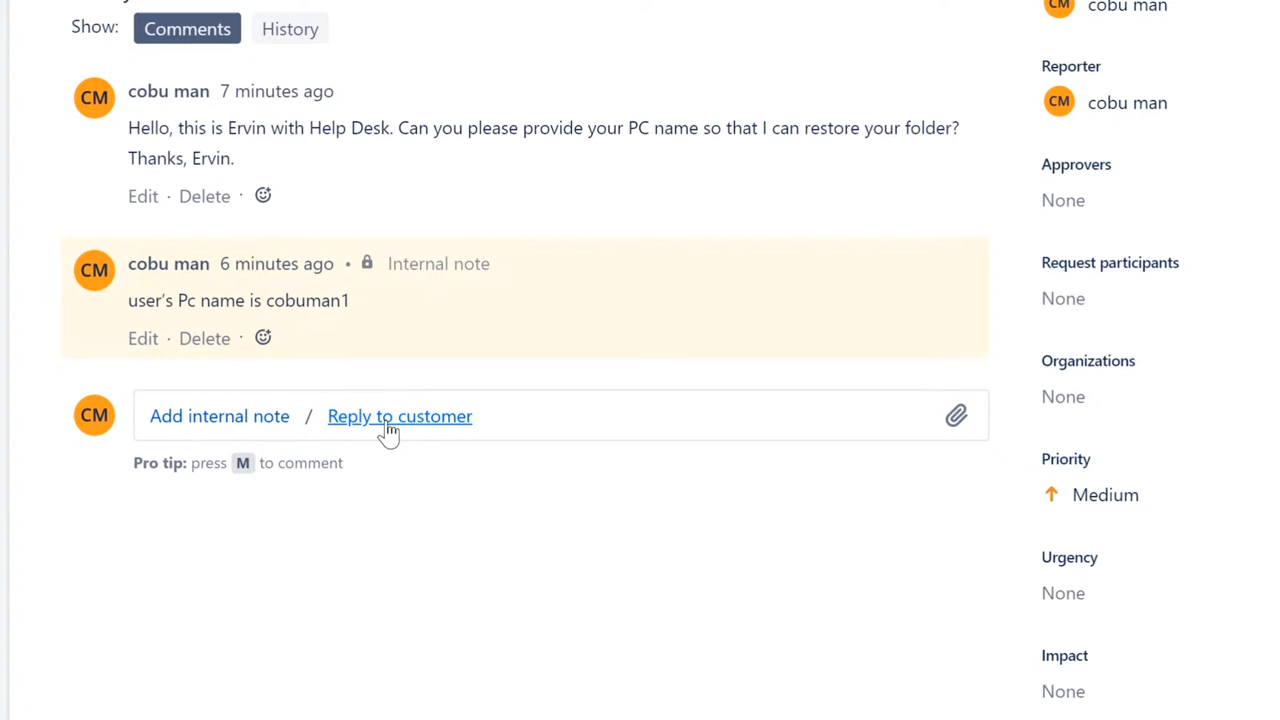 CM cobu man
Show: Comments History
Reporter
CM cobu man
CM cobu man 7 minutes ago
Hello, this is Ervin with Help Desk. Can you please provide your PC name so that I can restore your folder?
Thanks, Ervin.
Edit · Delete ·
Approvers
None
CM cobu man 6 minutes ago • Internal note
user's Pc name is cobuman1
Edit · Delete ·
Request participants
None
Organizations
None
CM Add internal note / Reply to customer
Pro tip: press M to comment
Priority
Medium
Urgency
None
Impact
None